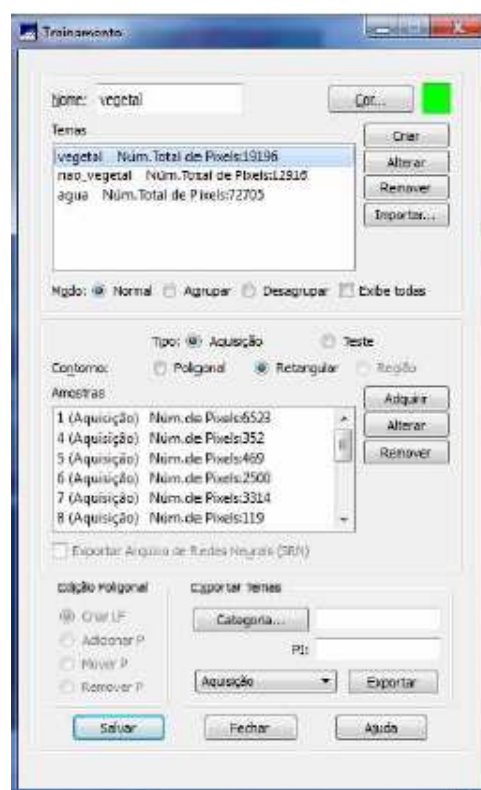 Treinamento
Nome: vegetal
Cor...
Temas
Criar
vegetal Núm.Total de Pixels:19196
Alterar
nao_vegetal Núm.Total de Pixels:12916
Remover
agua Núm.Total de Pixels:72705
Importar...
Modo: Normal Agrupar Desagrupar Exibe todas
Tipo: Aquisição Teste
Contorno: Poligonal Retangular Região
Amostras
Adquirir
1 (Aquisição) Núm.de Pixels:6523
Alterar
4 (Aquisição) Núm.de Pixels:352
5 (Aquisição) Núm.de Pixels:469
Remover
6 (Aquisição) Núm.de Pixels:2500
7 (Aquisição) Núm.de Pixels:3314
8 (Aquisição) Núm.de Pixels:119
Exportar Arquivo de Redes Neurais (SRN)
Edição Poligonal
Exportar Temas
Criar LF
Categoria...
Adicionar P
PI:
Mover P
Remover P
Aquisição
Exportar
Salvar
Fechar
Ajuda